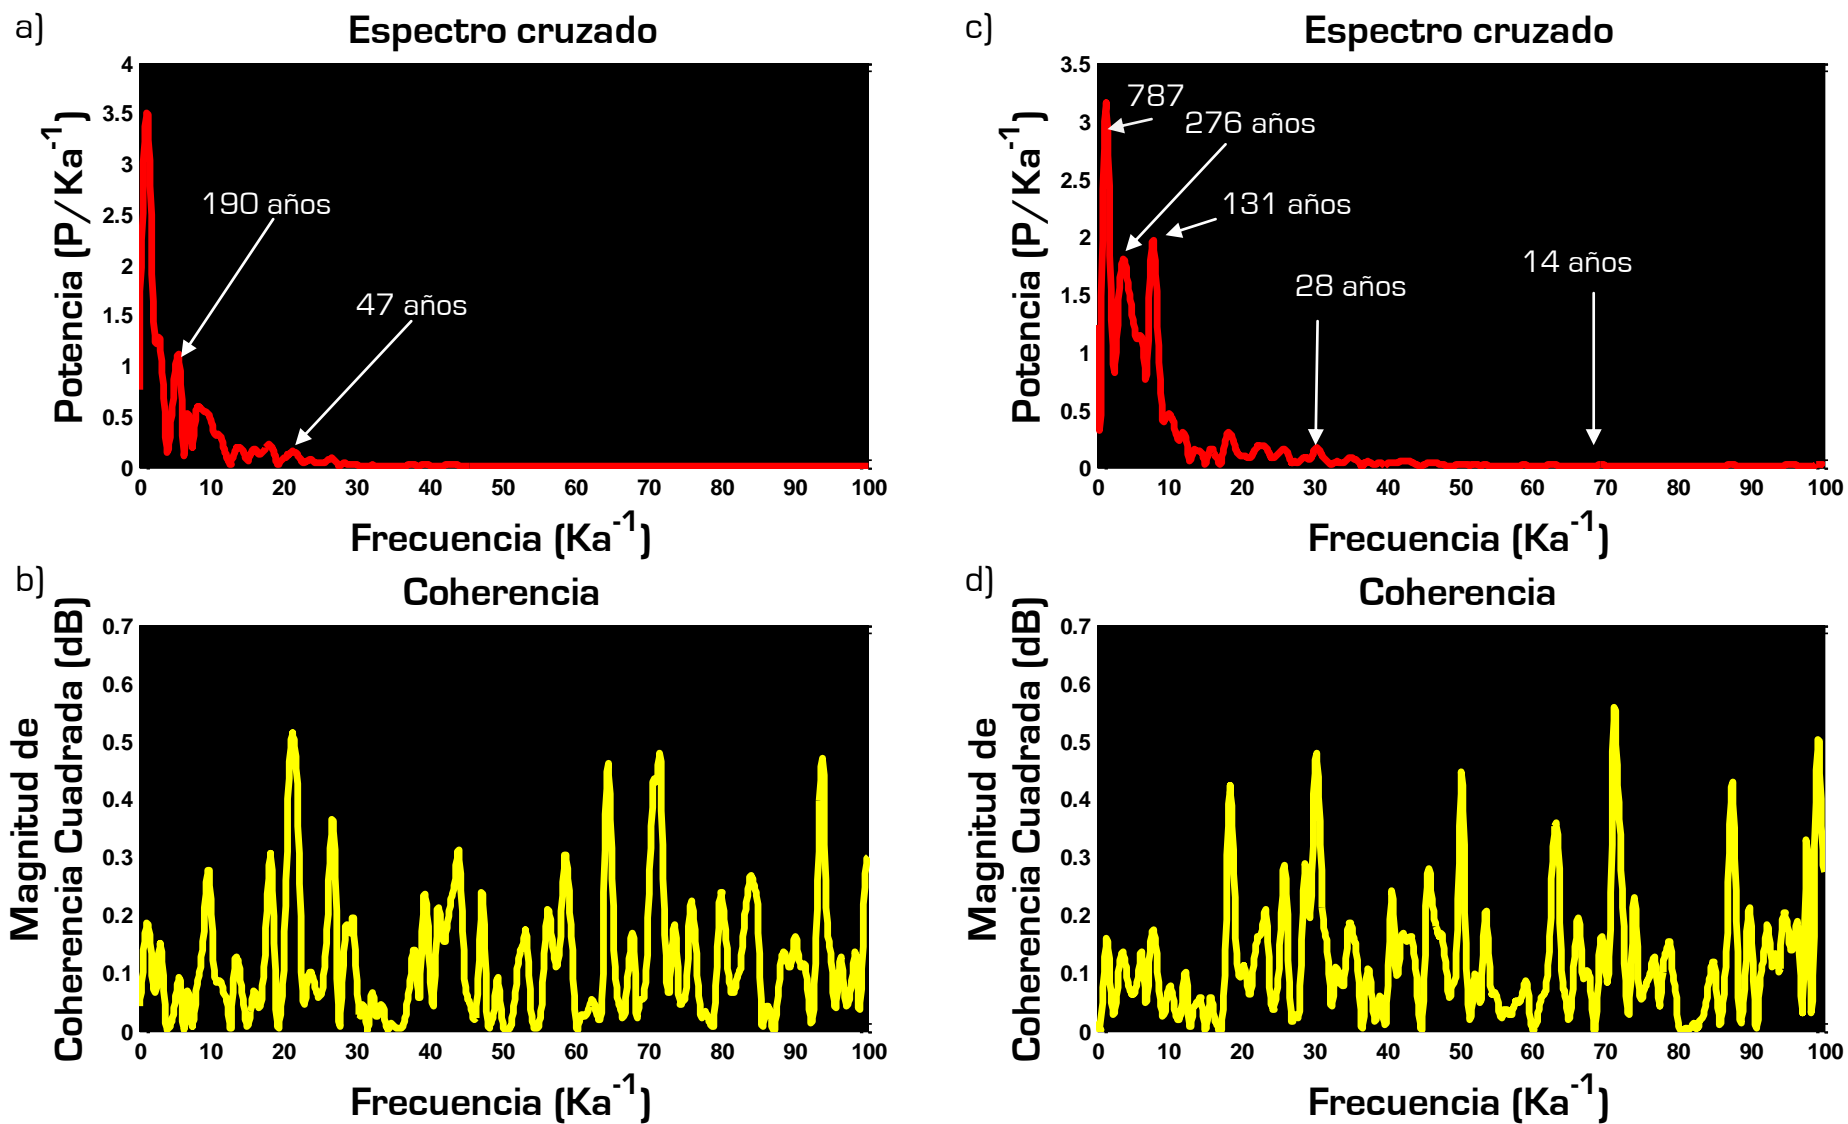 a)
Espectro cruzado
Potencia (P/Ka-1)
4
3.5
3
2.5
2
1.5
1
0.5
0
190 años
47 años
0 10 20 30 40 50 60 70 80 90 100
Frecuencia (Ka-1)
c)
Espectro cruzado
Potencia (P/Ka-1)
3.5
3
2.5
2
1.5
1
0.5
0
787
276 años
131 años
28 años
14 años
0 10 20 30 40 50 60 70 80 90 100
Frecuencia (Ka-1)
b)
Coherencia
Magnitud de
Coherencia Cuadrada (dB)
0.7
0.6
0.5
0.4
0.3
0.2
0.1
0
0 10 20 30 40 50 60 70 80 90 100
Frecuencia (Ka-1)
d)
Coherencia
Magnitud de
Coherencia Cuadrada (dB)
0.7
0.6
0.5
0.4
0.3
0.2
0.1
0
0 10 20 30 40 50 60 70 80 90 100
Frecuencia (Ka-1)